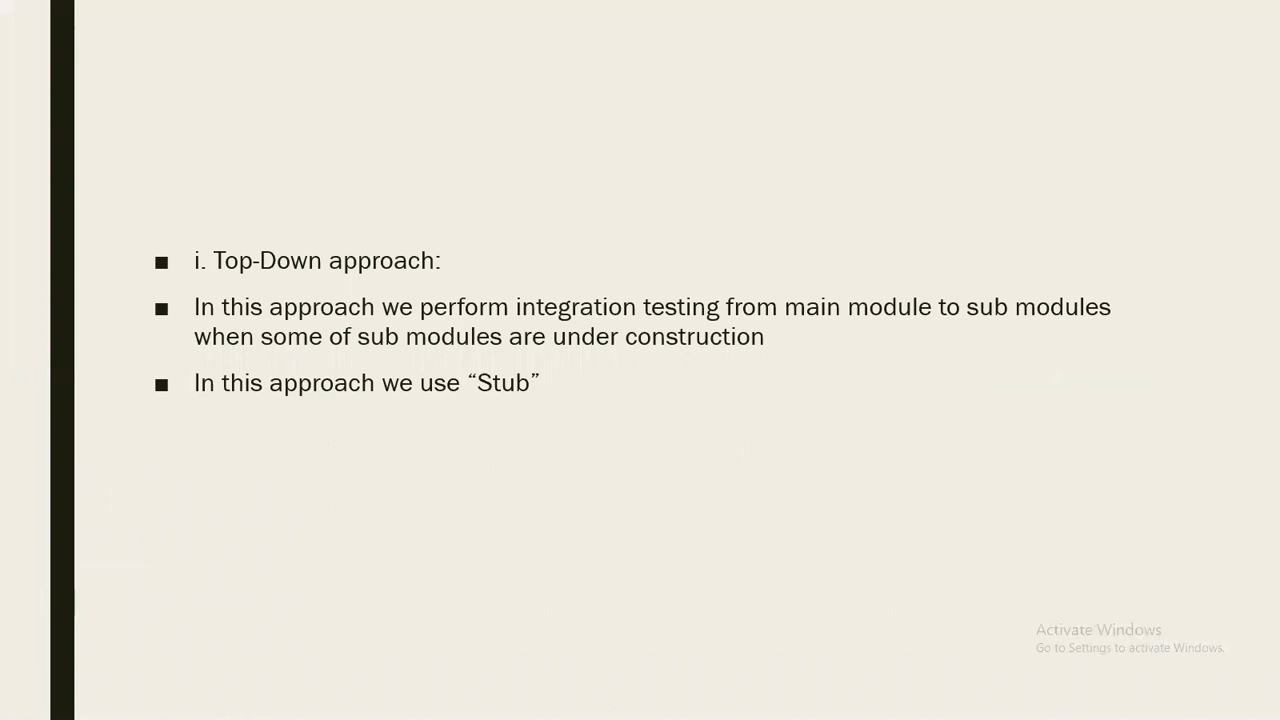 ■ i. Top-Down approach:
■ In this approach we perform integration testing from main module to sub modules
when some of sub modules are under construction
■ In this approach we use “Stub”
Activate Windows
Go to Settings to activate Windows.